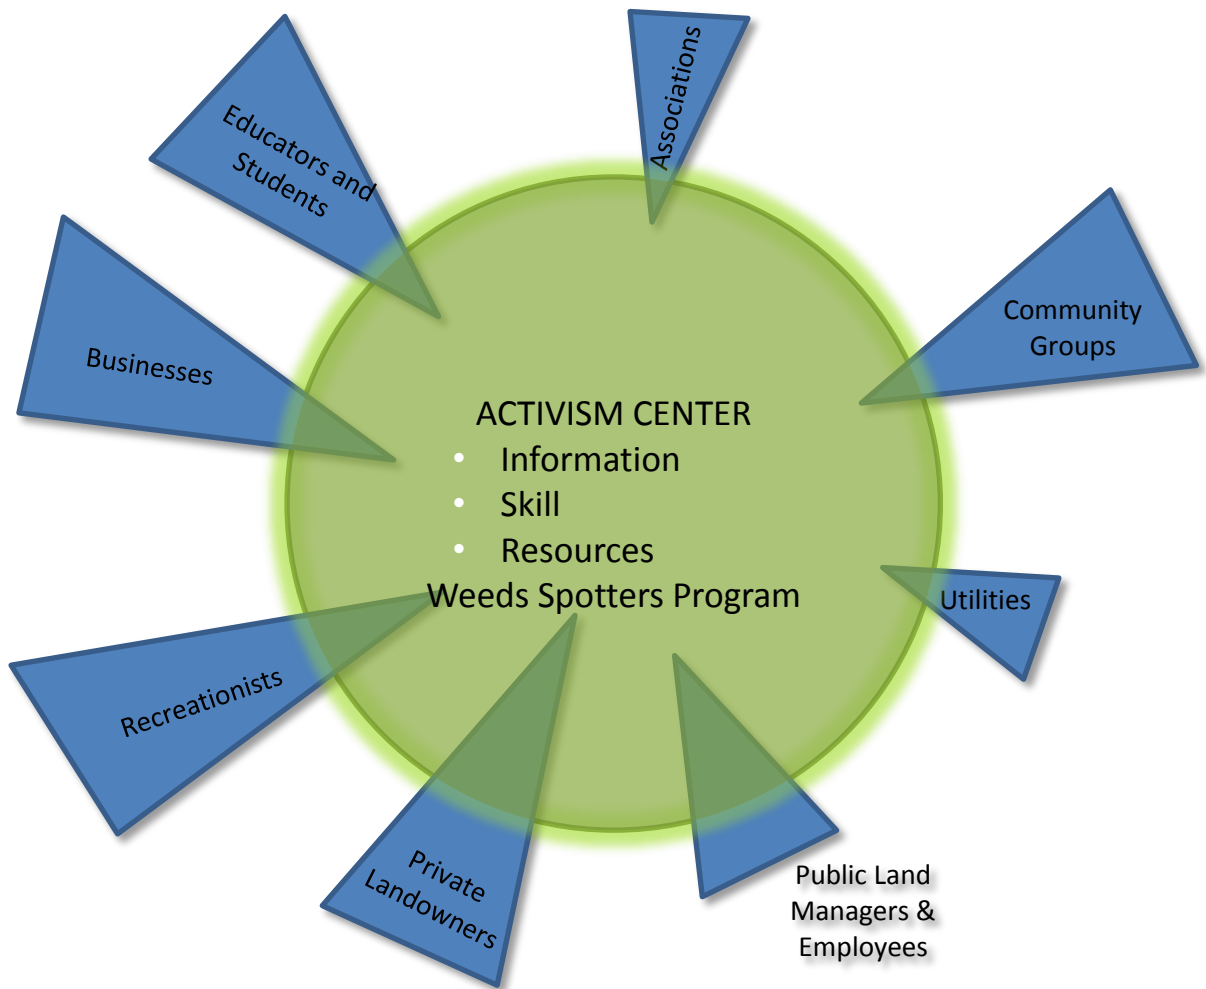 Associations
Educators and
Students
Community
Groups
Businesses
ACTIVISM CENTER
• Information
• Skill
• Resources
Weeds Spotters Program
Utilities
Recreationists
Private
Landowners
Public Land
Managers &
Employees